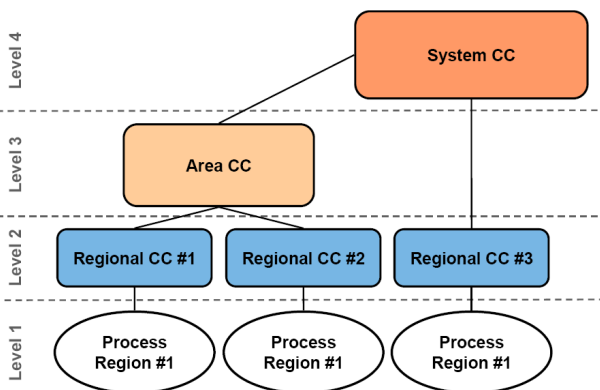 Level 4
System CC
Level 3
Area CC
Level 2
Regional CC #1
Regional CC #2
Regional CC #3
Level 1
Process
Region #1
Process
Region #1
Process
Region #1